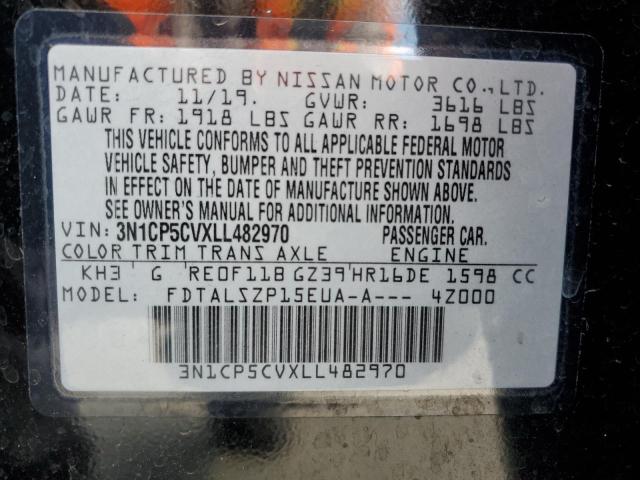 MANUFACTURED BY NISSAN MOTOR CO.,LTD.
DATE: 11/19. GVWR: 3616 LBS
GAWR FR: 1918 LBS GAWR RR: 1698 LBS
THIS VEHICLE CONFORMS TO ALL APPLICABLE FEDERAL MOTOR
VEHICLE SAFETY, BUMPER AND THEFT PREVENTION STANDARDS
IN EFFECT ON THE DATE OF MANUFACTURE SHOWN ABOVE.
SEE OWNER'S MANUAL FOR ADDITIONAL INFORMATION.
VIN: 3N1CP5CVXLL482970 PASSENGER CAR.
COLOR TRIM TRANS AXLE ENGINE
KH3 G RE0F11B GZ39 HR16DE 1598 CC
MODEL: FDTALSZP15EUA-A--- 4Z000
3N1CP5CVXLL482970